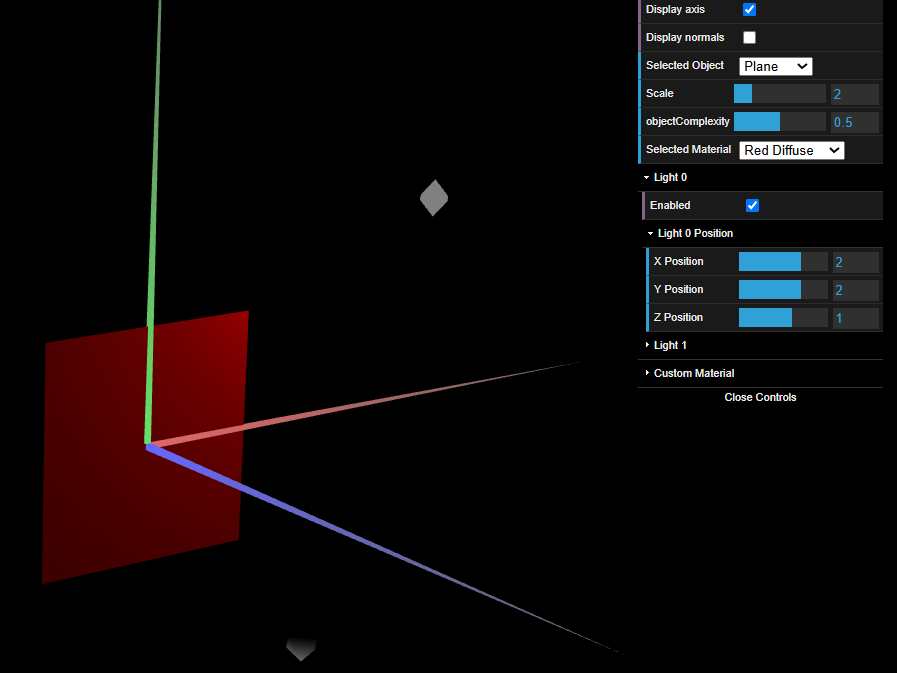 Display axis
Display normals
Selected Object Plane
Scale 2
objectComplexity 0.5
Selected Material Red Diffuse
Light 0
Enabled
Light 0 Position
X Position 2
Y Position 2
Z Position 1
Light 1
Custom Material
Close Controls